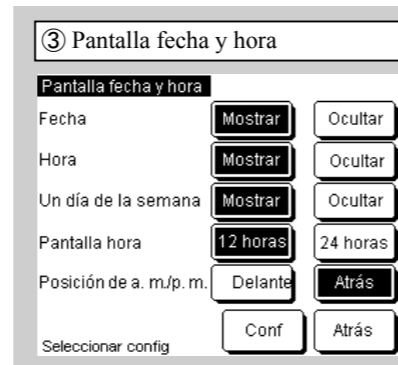 ③ Pantalla fecha y hora
Pantalla fecha y hora
Fecha Mostrar Ocultar
Hora Mostrar Ocultar
Un día de la semana Mostrar Ocultar
Pantalla hora 12 horas 24 horas
Posición de a. m./p. m. Delante Atrás
Seleccionar config Conf Atrás